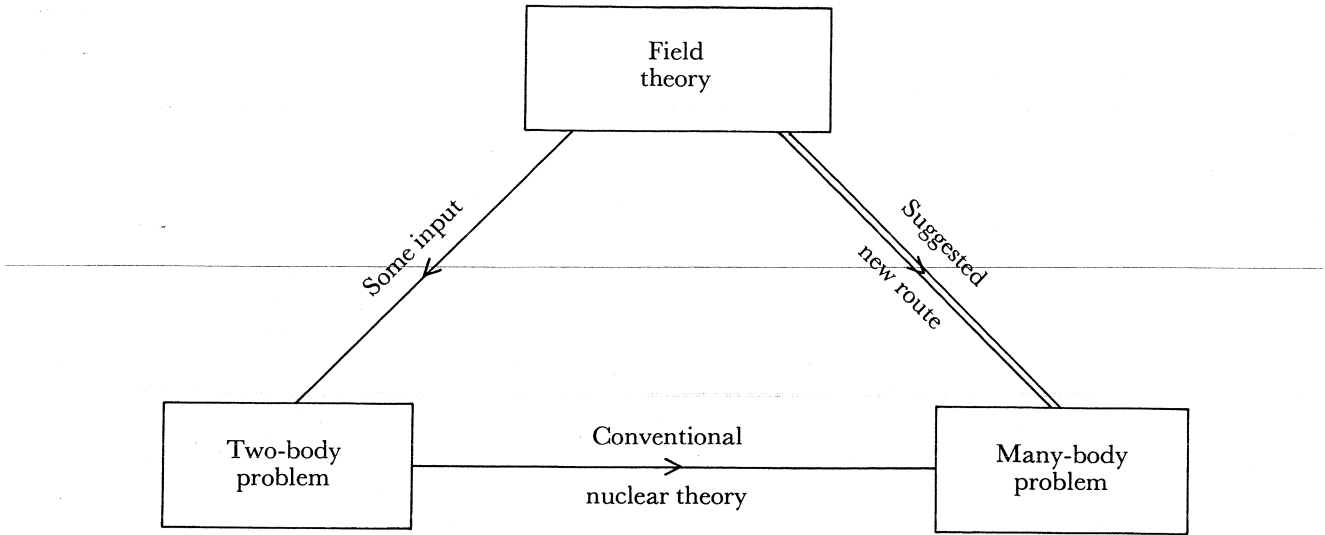 Field
theory
Some input
Suggested
new route
Two-body
problem
Conventional
nuclear theory
Many-body
problem